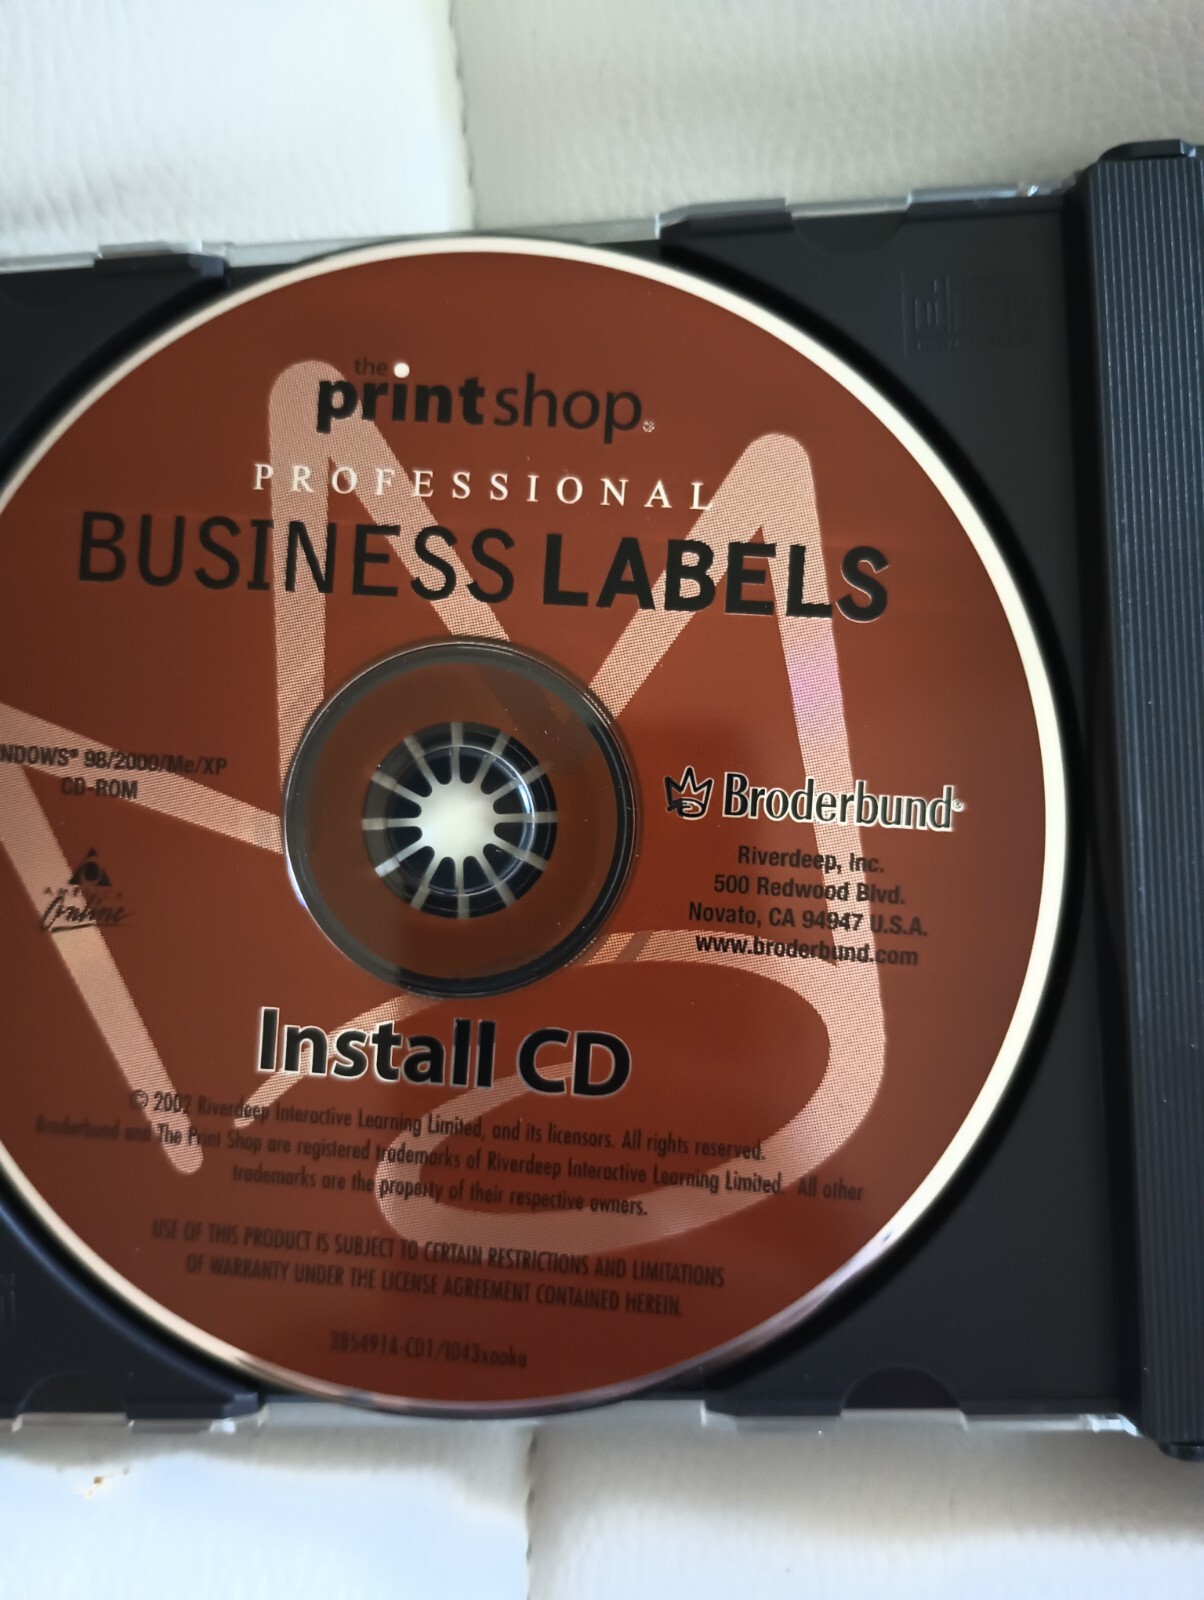 the
printshop®
PROFESSIONAL
BUSINESS LABELS
NDOWS® 98/2000/Me/XP
CD-ROM
AMERICA
Online
Broderbund®
Riverdeep, Inc.
500 Redwood Blvd.
Novato, CA 94947 U.S.A.
www.broderbund.com
Install CD
© 2002 Riverdeep Interactive Learning Limited, and its licensors. All rights reserved.
Broderbund and The Print Shop are registered trademarks of Riverdeep Interactive Learning Limited. All other
trademarks are the property of their respective owners.
USE OF THIS PRODUCT IS SUBJECT TO CERTAIN RESTRICTIONS AND LIMITATIONS
OF WARRANTY UNDER THE LICENSE AGREEMENT CONTAINED HEREIN.